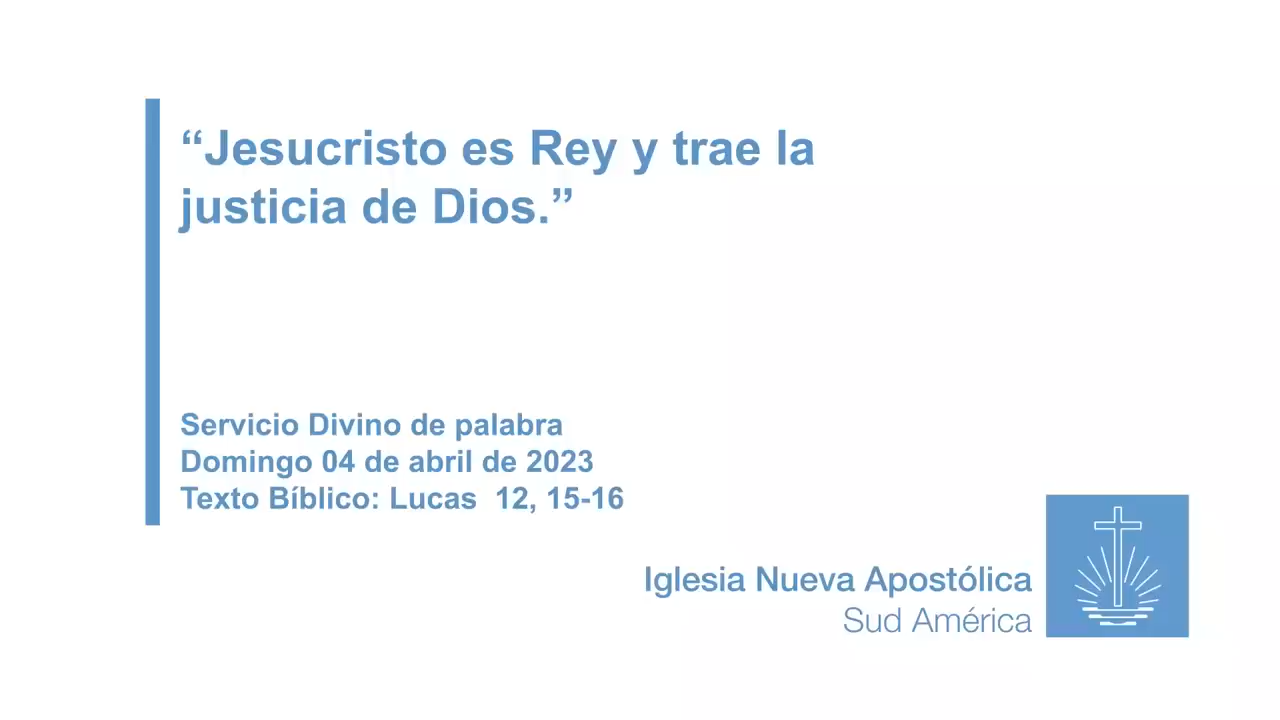 “Jesucristo es Rey y trae la
justicia de Dios.”
Servicio Divino de palabra
Domingo 04 de abril de 2023
Texto Bíblico: Lucas  12, 15-16
Iglesia Nueva Apostólica
Sud América